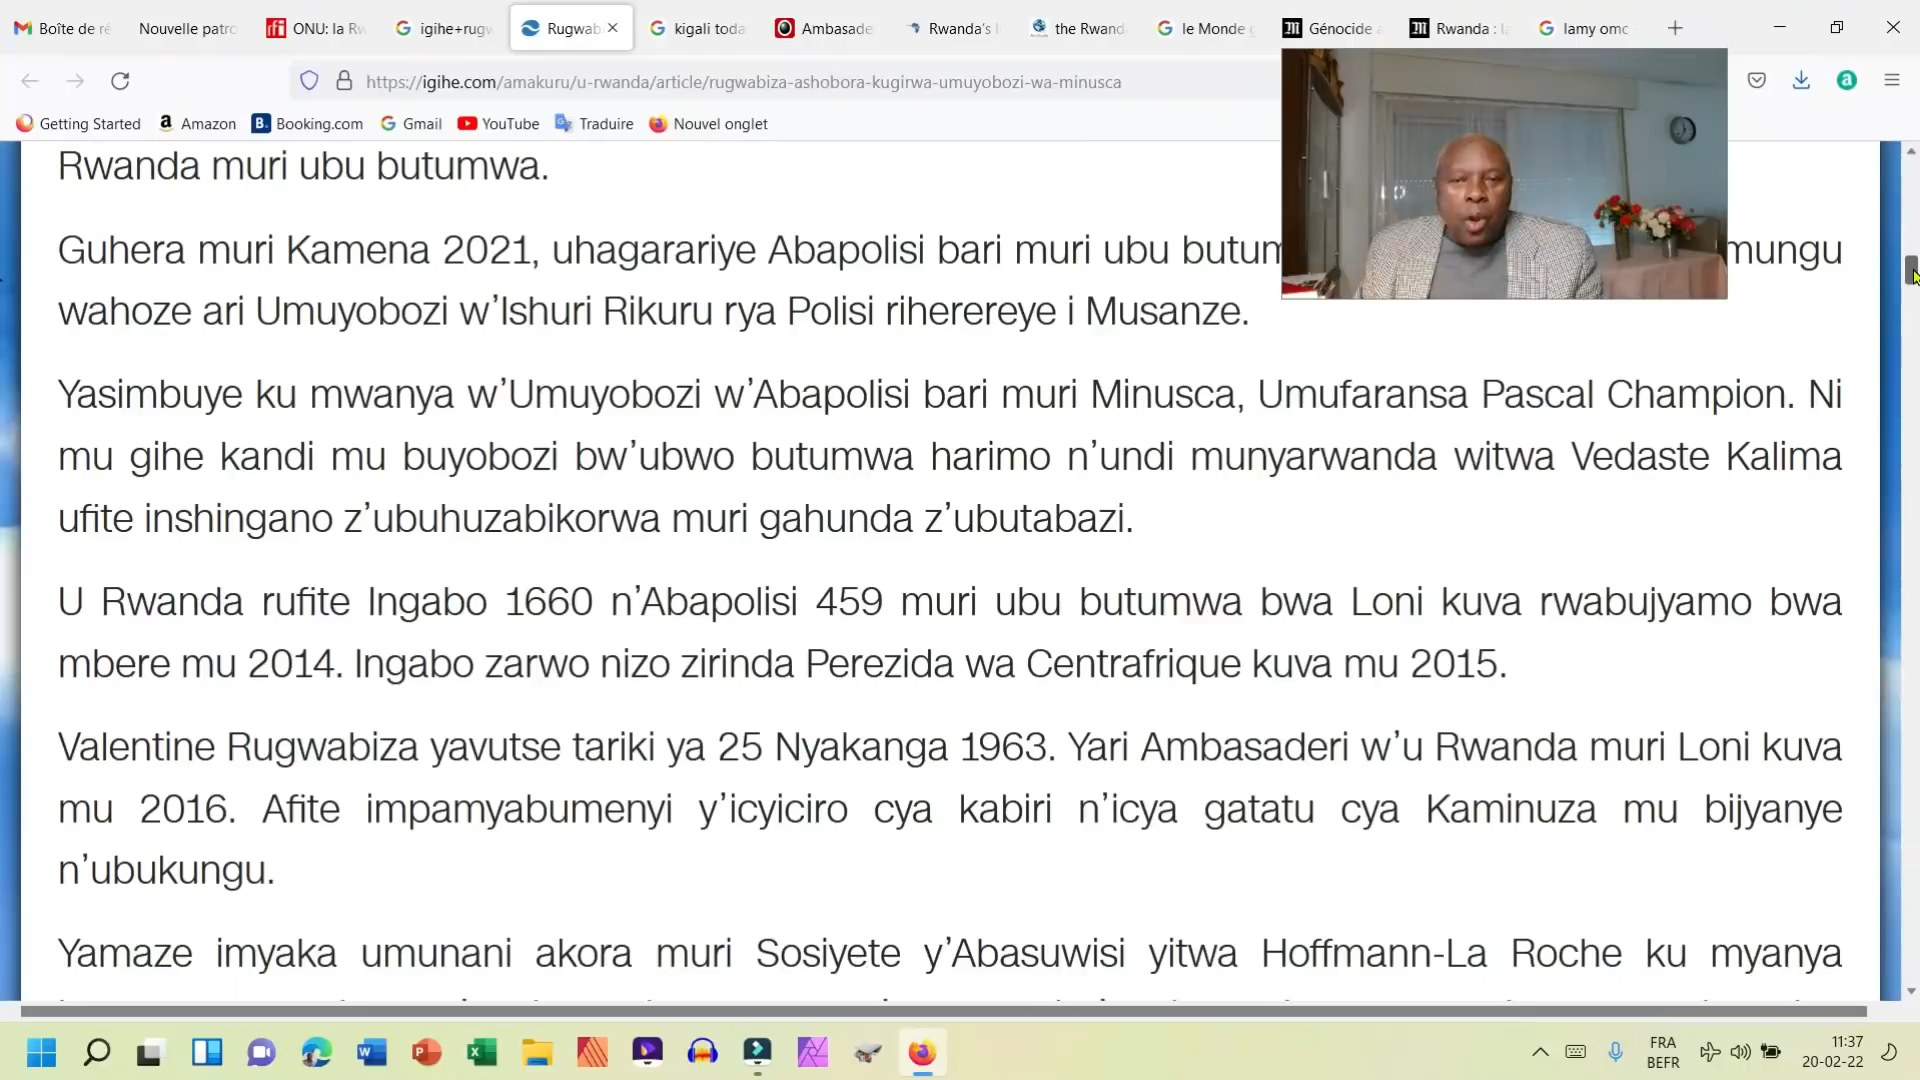 Boîte de ré
Nouvelle patro
ONU: la Rw
igihe+rugw
Rugwab
kigali toda
Ambasade
Rwanda's
the Rwand
le Monde g
Génocide a
Rwanda : la
lamy omc
https://igihe.com/amakuru/u-rwanda/article/rugwabiza-ashobora-kugirwa-umuyobozi-wa-minusca
Getting Started
Amazon
Booking.com
Gmail
YouTube
Traduire
Nouvel onglet
Rwanda muri ubu butumwa.
Guhera muri Kamena 2021, uhagarariye Abapolisi bari muri ubu butum mungu
wahoze ari Umuyobozi w'Ishuri Rikuru rya Polisi riherereye i Musanze.
Yasimbuye ku mwanya w'Umuyobozi w'Abapolisi bari muri Minusca, Umufaransa Pascal Champion. Ni
mu gihe kandi mu buyobozi bw'ubwo butumwa harimo n'undi munyarwanda witwa Vedaste Kalima
ufite inshingano z'ubuhuzabikorwa muri gahunda z'ubutabazi.
U Rwanda rufite Ingabo 1660 n'Abapolisi 459 muri ubu butumwa bwa Loni kuva rwabujyamo bwa
mbere mu 2014. Ingabo zarwo nizo zirinda Perezida wa Centrafrique kuva mu 2015.
Valentine Rugwabiza yavutse tariki ya 25 Nyakanga 1963. Yari Ambasaderi w'u Rwanda muri Loni kuva
mu 2016. Afite impamyabumenyi y'icyiciro cya kabiri n'icya gatatu cya Kaminuza mu bijyanye
n'ubukungu.
Yamaze imyaka umunani akora muri Sosiyete y'Abasuwisi yitwa Hoffmann-La Roche ku myanya
FRA
BEFR
11:37
20-02-22